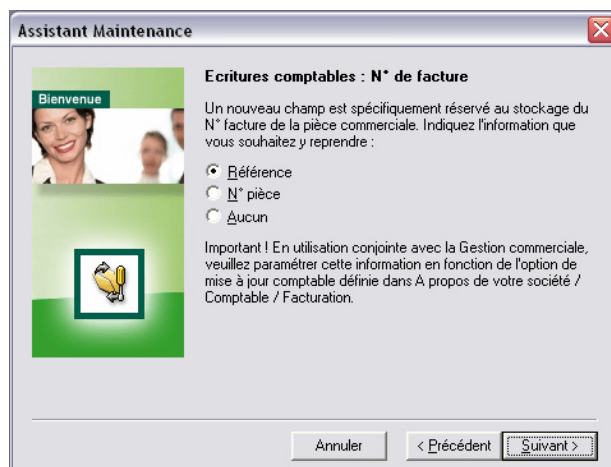 Assistant Maintenance
Bienvenue
Ecritures comptables : N° de facture
Un nouveau champ est spécifiquement réservé au stockage du
N° facture de la pièce commerciale. Indiquez l'information que
vous souhaitez y reprendre :
Référence
N° pièce
Aucun
Important ! En utilisation conjointe avec la Gestion commerciale,
veuillez paramétrer cette information en fonction de l'option de
mise à jour comptable définie dans A propos de votre société /
Comptable / Facturation.
Annuler
< Précédent
Suivant >